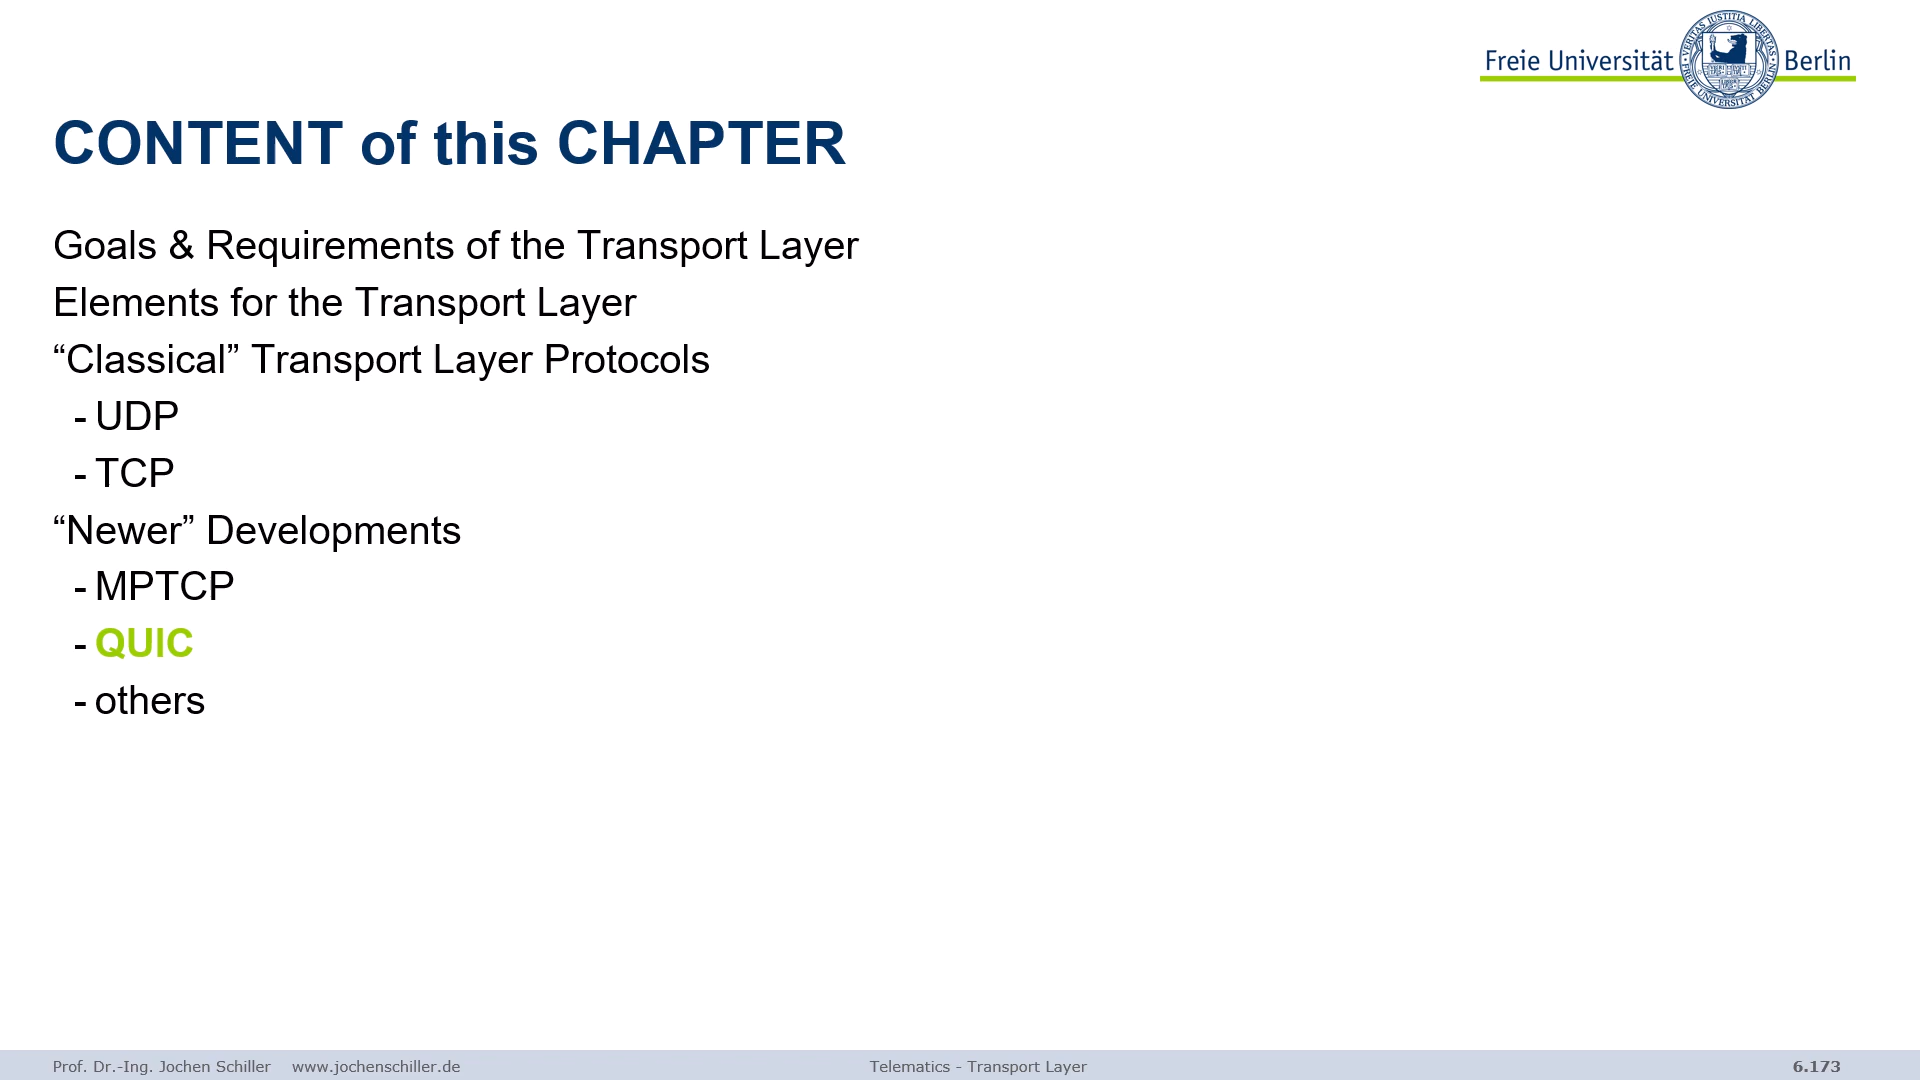 Freie Universität Berlin
CONTENT of this CHAPTER
Goals & Requirements of the Transport Layer
Elements for the Transport Layer
“Classical” Transport Layer Protocols
- UDP
- TCP
“Newer” Developments
- MPTCP
- QUIC
- others
Prof. Dr.-Ing. Jochen Schiller www.jochenschiller.de Telematics - Transport Layer 6.173